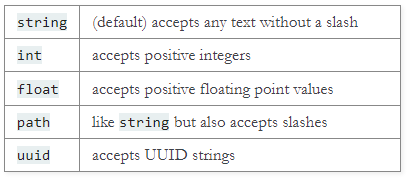 string (default) accepts any text without a slash
int accepts positive integers
float accepts positive floating point values
path like string but also accepts slashes
uuid accepts UUID strings